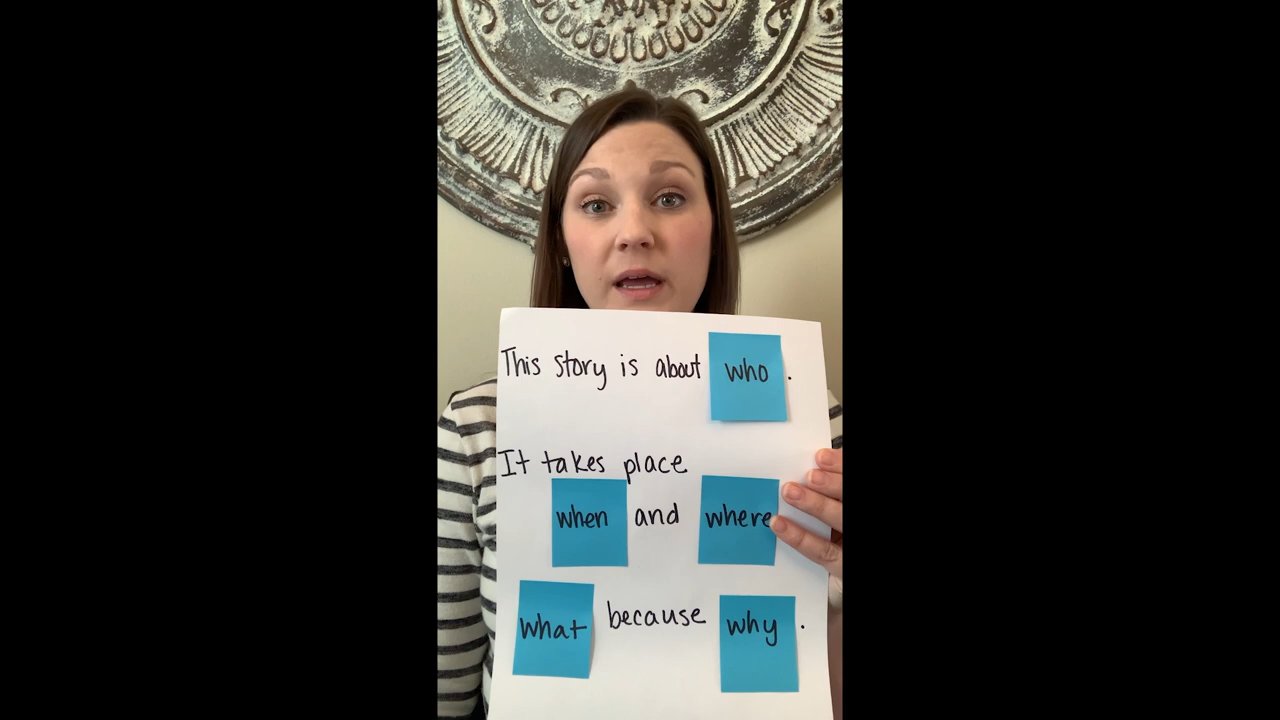 This story is about who.
It takes place
when and where
what because why.